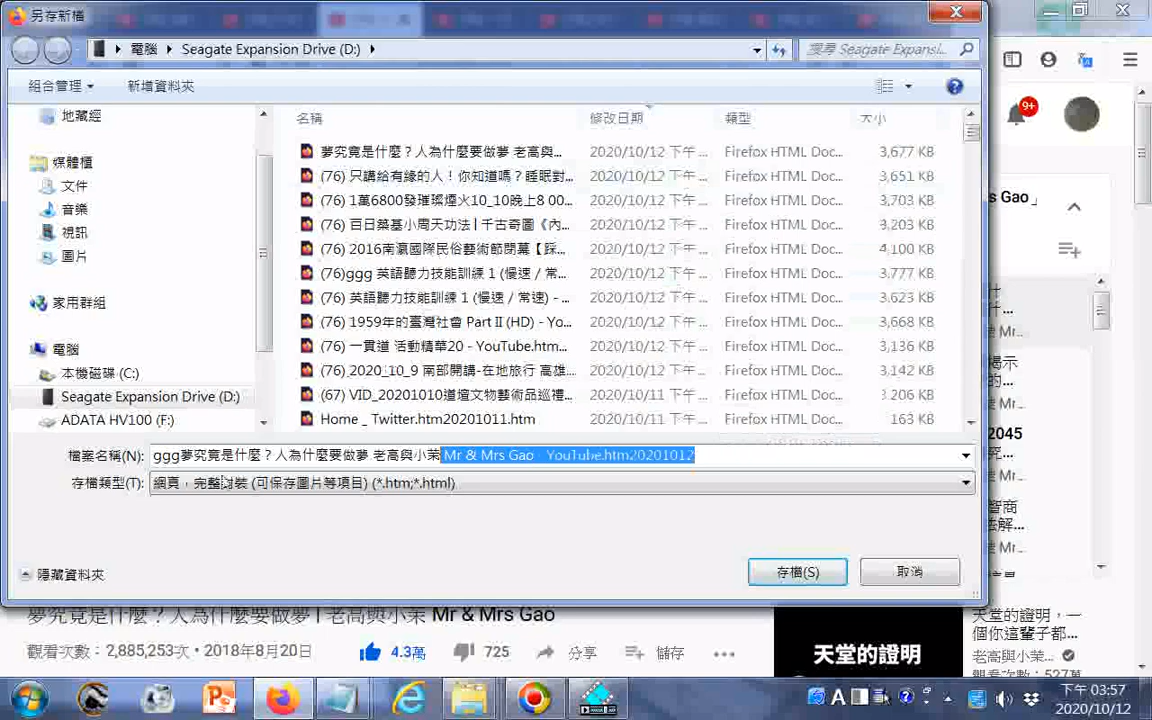 另存新檔
電腦 ▸ Seagate Expansion Drive (D:) ▸
搜尋 Seagate Expansi...
組合管理 新增資料夾
名稱 修改日期 類型 大小
地藏經
媒體櫃
文件
音樂
視訊
圖片
家用群組
電腦
本機磁碟 (C:)
Seagate Expansion Drive (D:)
ADATA HV100 (F:)
夢究竟是什麼？人為什麼要做夢 老高與... 2020/10/12 下午 ... Firefox HTML Doc... 3,677 KB
(76) 只講給有緣的人！你知道嗎？睡眠對... 2020/10/12 下午 ... Firefox HTML Doc... 3,651 KB
(76) 1萬6800發璀璨煙火10_10晚上8 00... 2020/10/12 下午 ... Firefox HTML Doc... 3,703 KB
(76) 百日築基小周天功法 | 千古奇圖《內... 2020/10/12 下午 ... Firefox HTML Doc... 3,203 KB
(76) 2016南瀛國際民俗藝術節閉幕【踩... 2020/10/12 下午 ... Firefox HTML Doc... 4,100 KB
(76)ggg 英語聽力技能訓練 1 (慢速 / 常... 2020/10/12 下午 ... Firefox HTML Doc... 3,777 KB
(76) 英語聽力技能訓練 1 (慢速 / 常速) - ... 2020/10/12 下午 ... Firefox HTML Doc... 3,623 KB
(76) 1959年的臺灣社會 Part II (HD) - Yo... 2020/10/12 下午 ... Firefox HTML Doc... 3,668 KB
(76) 一貫道 活動精華20 - YouTube.htm... 2020/10/12 下午 ... Firefox HTML Doc... 3,136 KB
(76) 2020_10_9 南部開講-在地旅行 高雄... 2020/10/12 下午 ... Firefox HTML Doc... 3,142 KB
(67) VID_20201010道壇文物藝術品巡禮... 2020/10/11 下午 ... Firefox HTML Doc... 3,206 KB
Home _ Twitter.htm20201011.htm 2020/10/11 下午 ... Firefox HTML Doc... 163 KB
檔案名稱(N): ggg夢究竟是什麼？人為什麼要做夢 老高與小茉 Mr & Mrs Gao - YouTube.htm20201012
存檔類型(T): 網頁，完整封裝 (可保存圖片等項目) (*.htm;*.html)
隱藏資料夾
存檔(S) 取消
9+
rs Gao」
什
什...
Mr...
揭示
的...
Mr...
2045
Mr...
智商
法解...
Mr...
夢究竟是什麼？人為什麼要做夢 | 老高與小茉 Mr & Mrs Gao
觀看次數：2,885,253次・2018年8月20日
4.3萬 725 分享 儲存
天堂的證明
天堂的證明，一
個你這輩子都...
老高與小茉...
觀看次數：527萬
下午 03:57
2020/10/12